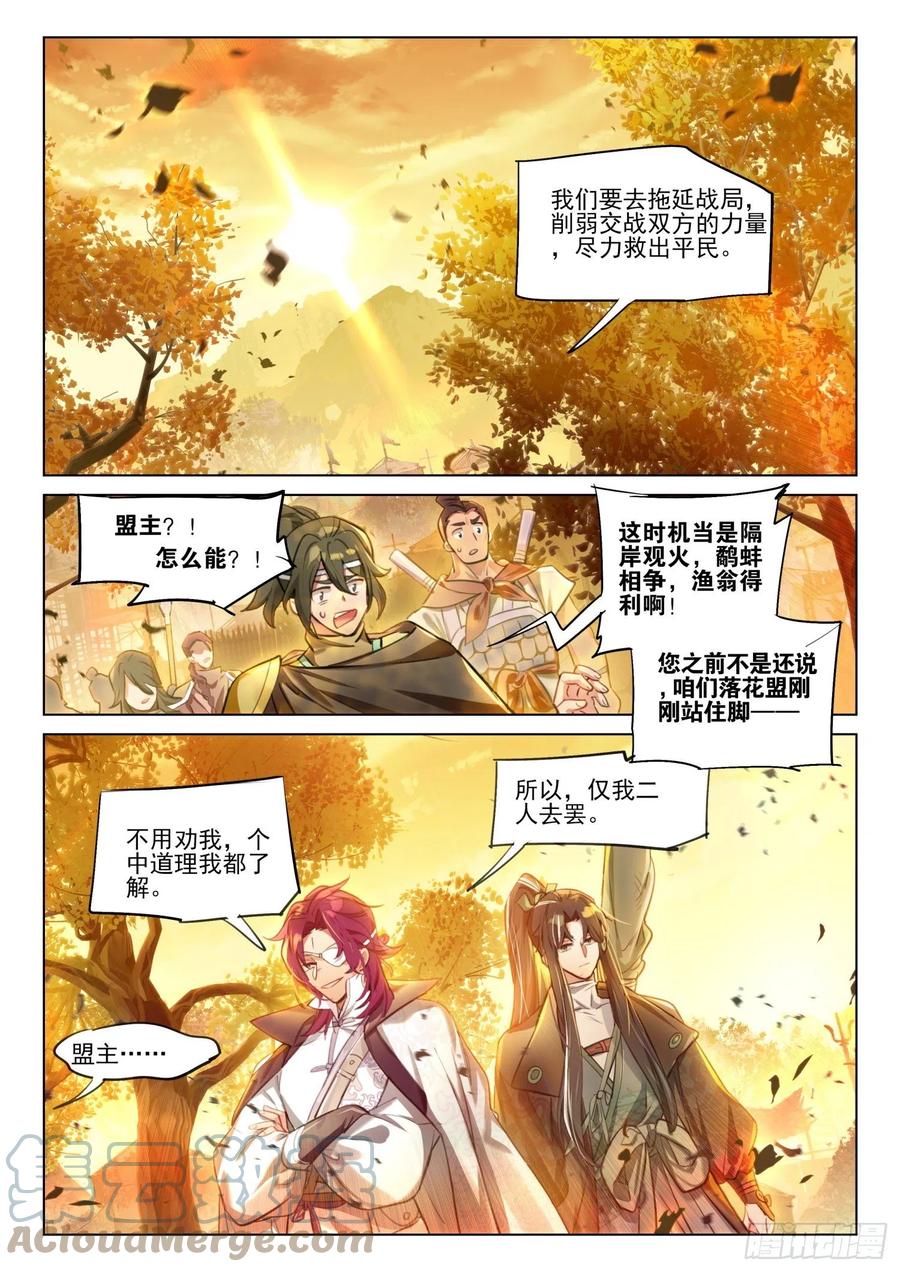 我们要去拖延战局，
削弱交战双方的力量
，尽力救出平民。
盟主？！
怎么能？！
这时机当是隔
岸观火，鹬蚌
相争，渔翁得
利啊！
您之前不是还说
，咱们落花盟刚
刚站住脚——
不用劝我，个
中道理我都了
解。
所以，仅我二
人去罢。
盟主……
集云数据
AcloudMerge.com
腾讯动漫